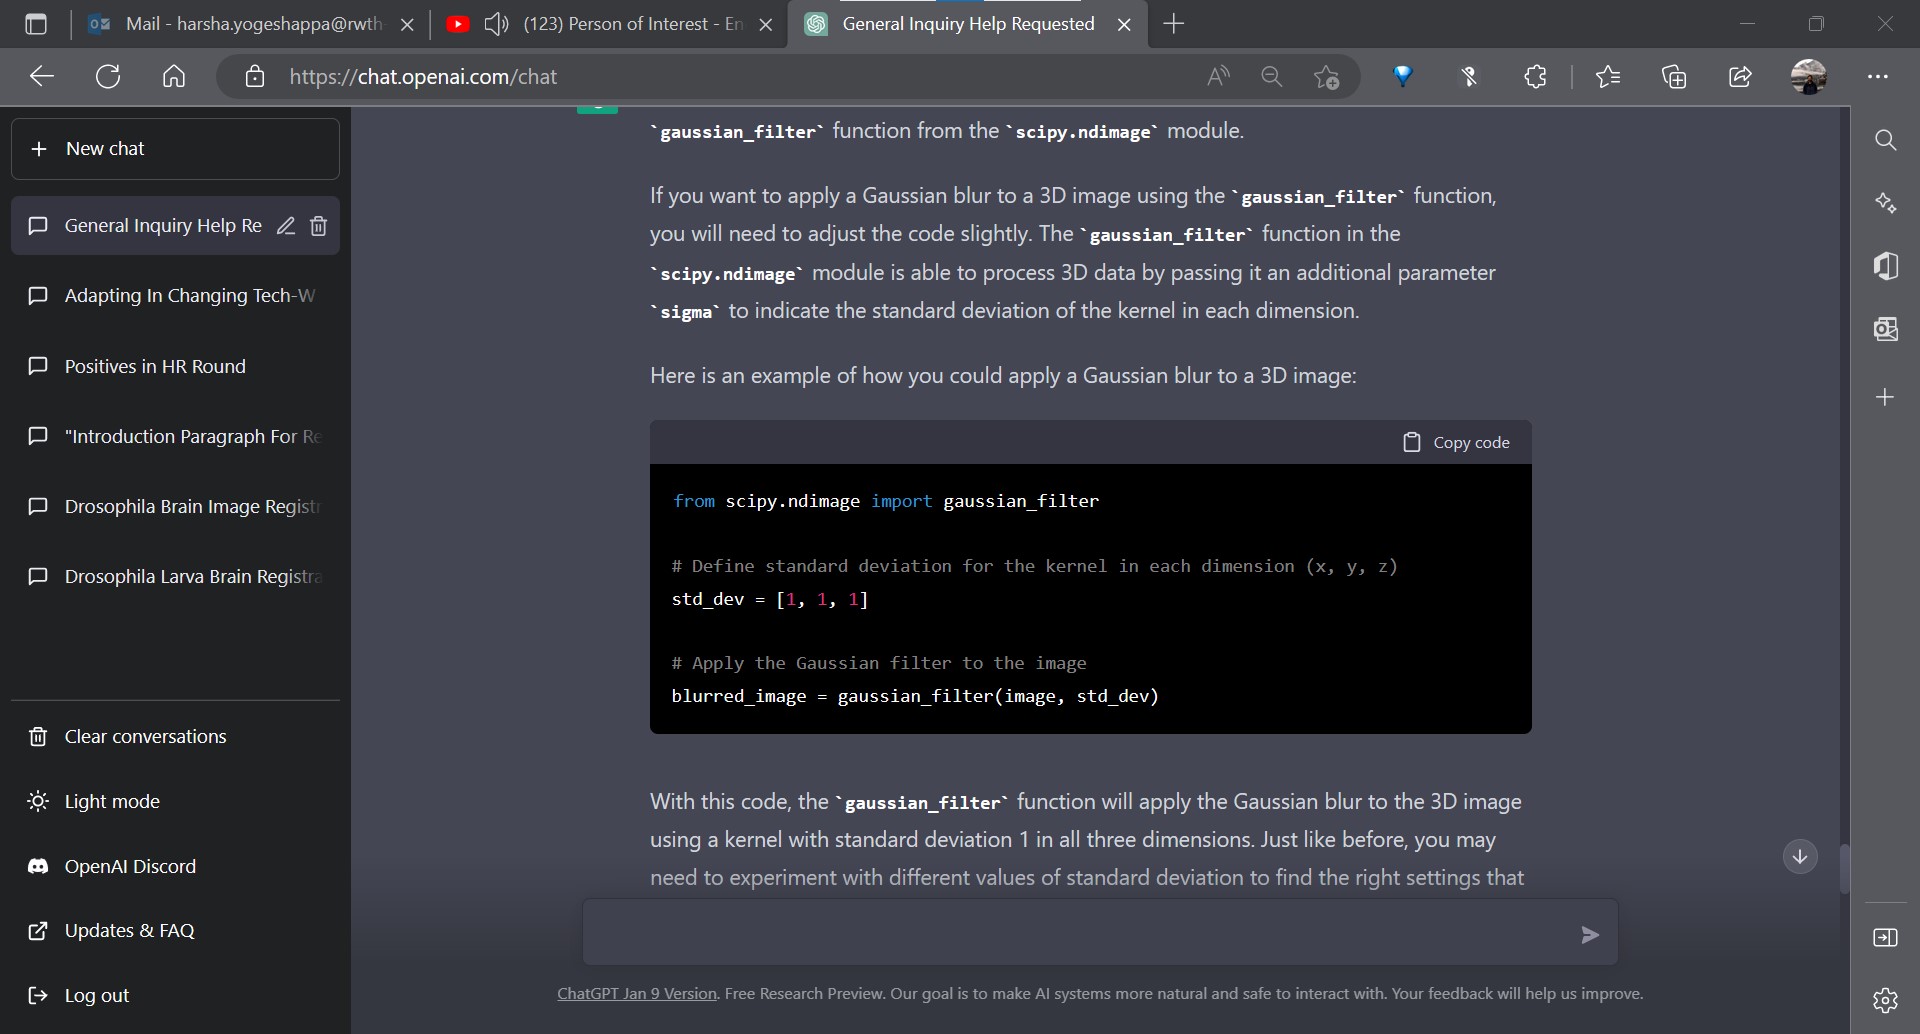 Mail - harsha.yogeshappa@rwth-
(123) Person of Interest - En
General Inquiry Help Requested
https://chat.openai.com/chat
New chat
General Inquiry Help Re
Adapting In Changing Tech-W
Positives in HR Round
"Introduction Paragraph For Re
Drosophila Brain Image Registr
Drosophila Larva Brain Registra
Clear conversations
Light mode
OpenAI Discord
Updates & FAQ
Log out
`gaussian_filter` function from the `scipy.ndimage` module.
If you want to apply a Gaussian blur to a 3D image using the `gaussian_filter` function,
you will need to adjust the code slightly. The `gaussian_filter` function in the
`scipy.ndimage` module is able to process 3D data by passing it an additional parameter
`sigma` to indicate the standard deviation of the kernel in each dimension.
Here is an example of how you could apply a Gaussian blur to a 3D image:
Copy code
from scipy.ndimage import gaussian_filter
# Define standard deviation for the kernel in each dimension (x, y, z)
std_dev = [1, 1, 1]
# Apply the Gaussian filter to the image
blurred_image = gaussian_filter(image, std_dev)
With this code, the `gaussian_filter` function will apply the Gaussian blur to the 3D image
using a kernel with standard deviation 1 in all three dimensions. Just like before, you may
need to experiment with different values of standard deviation to find the right settings that
ChatGPT Jan 9 Version. Free Research Preview. Our goal is to make AI systems more natural and safe to interact with. Your feedback will help us improve.